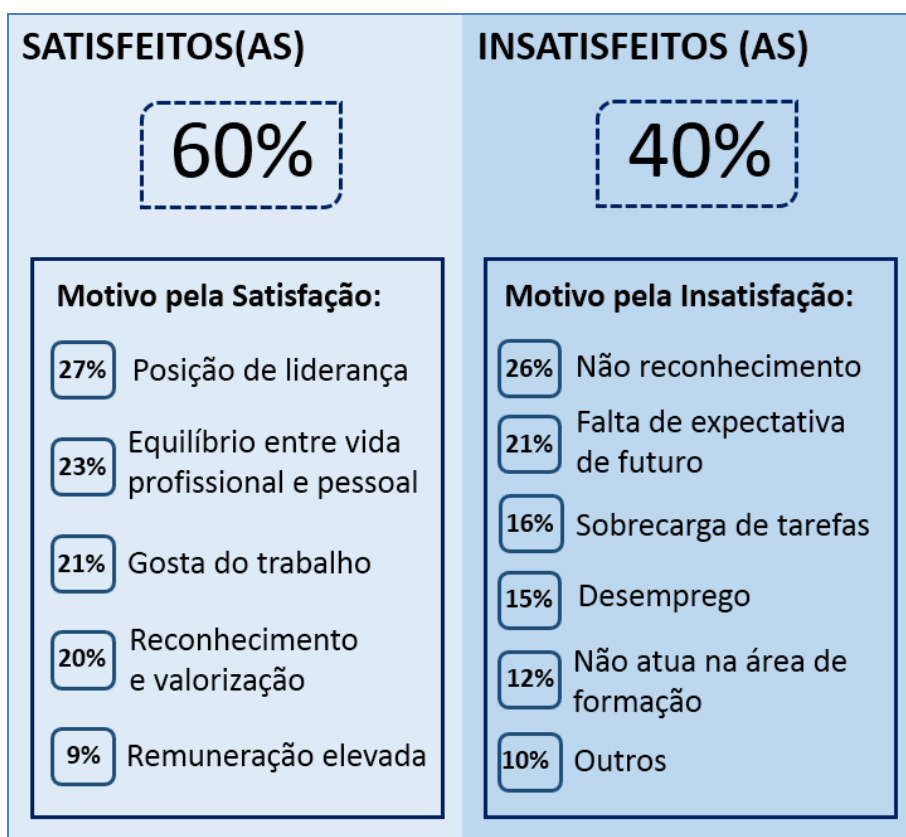 SATISFEITOS(AS)
60%
Motivo pela Satisfação:
27% Posição de liderança
23% Equilíbrio entre vida
profissional e pessoal
21% Gosta do trabalho
20% Reconhecimento
e valorização
9% Remuneração elevada
INSATISFEITOS (AS)
40%
Motivo pela Insatisfação:
26% Não reconhecimento
21% Falta de expectativa
de futuro
16% Sobrecarga de tarefas
15% Desemprego
12% Não atua na área de
formação
10% Outros